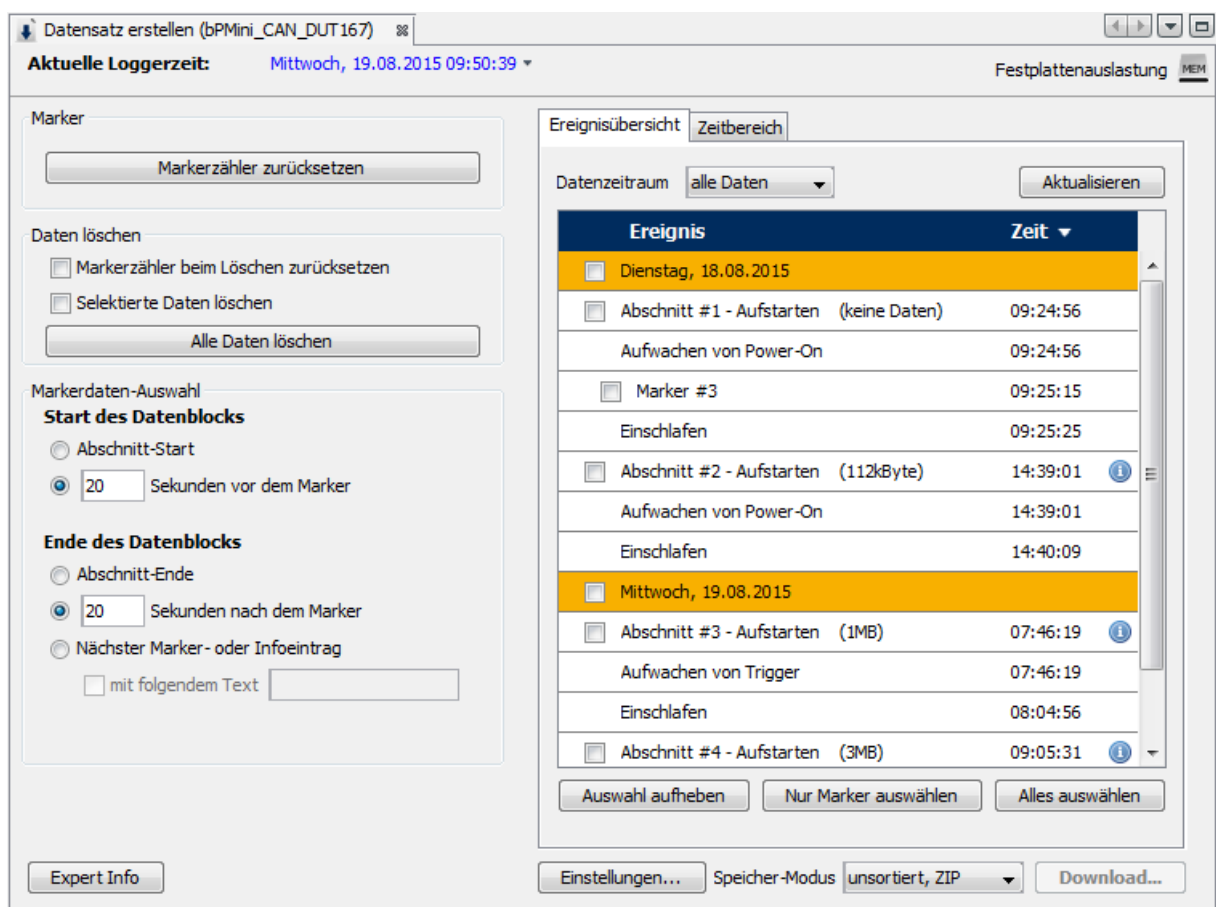 Datensatz erstellen (bPMini_CAN_DUT167)
Aktuelle Loggerzeit: Mittwoch, 19.08.2015 09:50:39
Festplattenauslastung MEM
Marker
Markerzähler zurücksetzen
Daten löschen
Markerzähler beim Löschen zurücksetzen
Selektierte Daten löschen
Alle Daten löschen
Markerdaten-Auswahl
Start des Datenblocks
Abschnitt-Start
20 Sekunden vor dem Marker
Ende des Datenblocks
Abschnitt-Ende
20 Sekunden nach dem Marker
Nächster Marker- oder Infoeintrag
mit folgendem Text
Ereignisübersicht Zeitbereich
Datenzeitraum alle Daten Aktualisieren
Ereignis Zeit
Dienstag, 18.08.2015
Abschnitt #1 - Aufstarten (keine Daten) 09:24:56
Aufwachen von Power-On 09:24:56
Marker #3 09:25:15
Einschlafen 09:25:25
Abschnitt #2 - Aufstarten (112kByte) 14:39:01
Aufwachen von Power-On 14:39:01
Einschlafen 14:40:09
Mittwoch, 19.08.2015
Abschnitt #3 - Aufstarten (1MB) 07:46:19
Aufwachen von Trigger 07:46:19
Einschlafen 08:04:56
Abschnitt #4 - Aufstarten (3MB) 09:05:31
Auswahl aufheben Nur Marker auswählen Alles auswählen
Expert Info Einstellungen... Speicher-Modus unsortiert, ZIP Download...